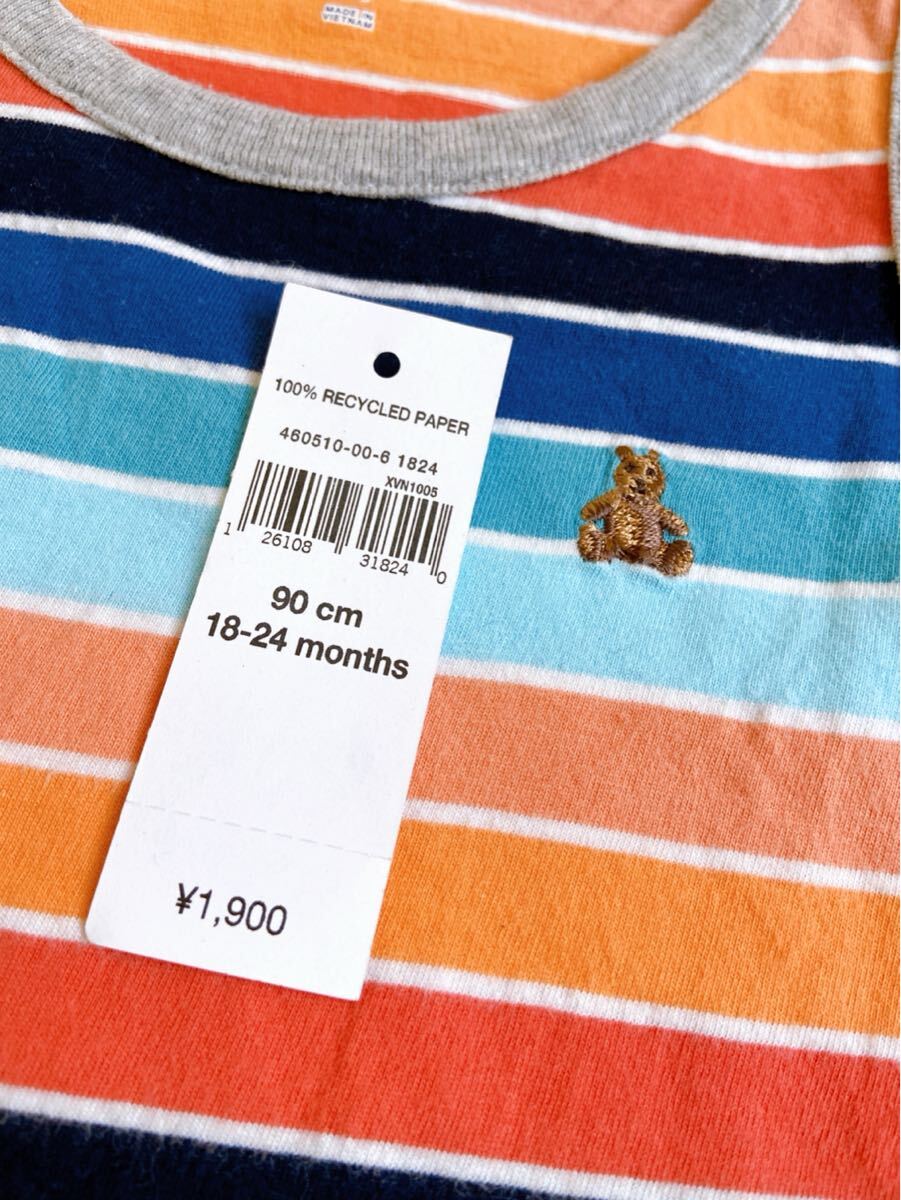 MADE IN
VIETNAM
100% RECYCLED PAPER
460510-00-6 1824
XVN1005
1 26108 31824 0
90 cm
18-24 months
¥1,900